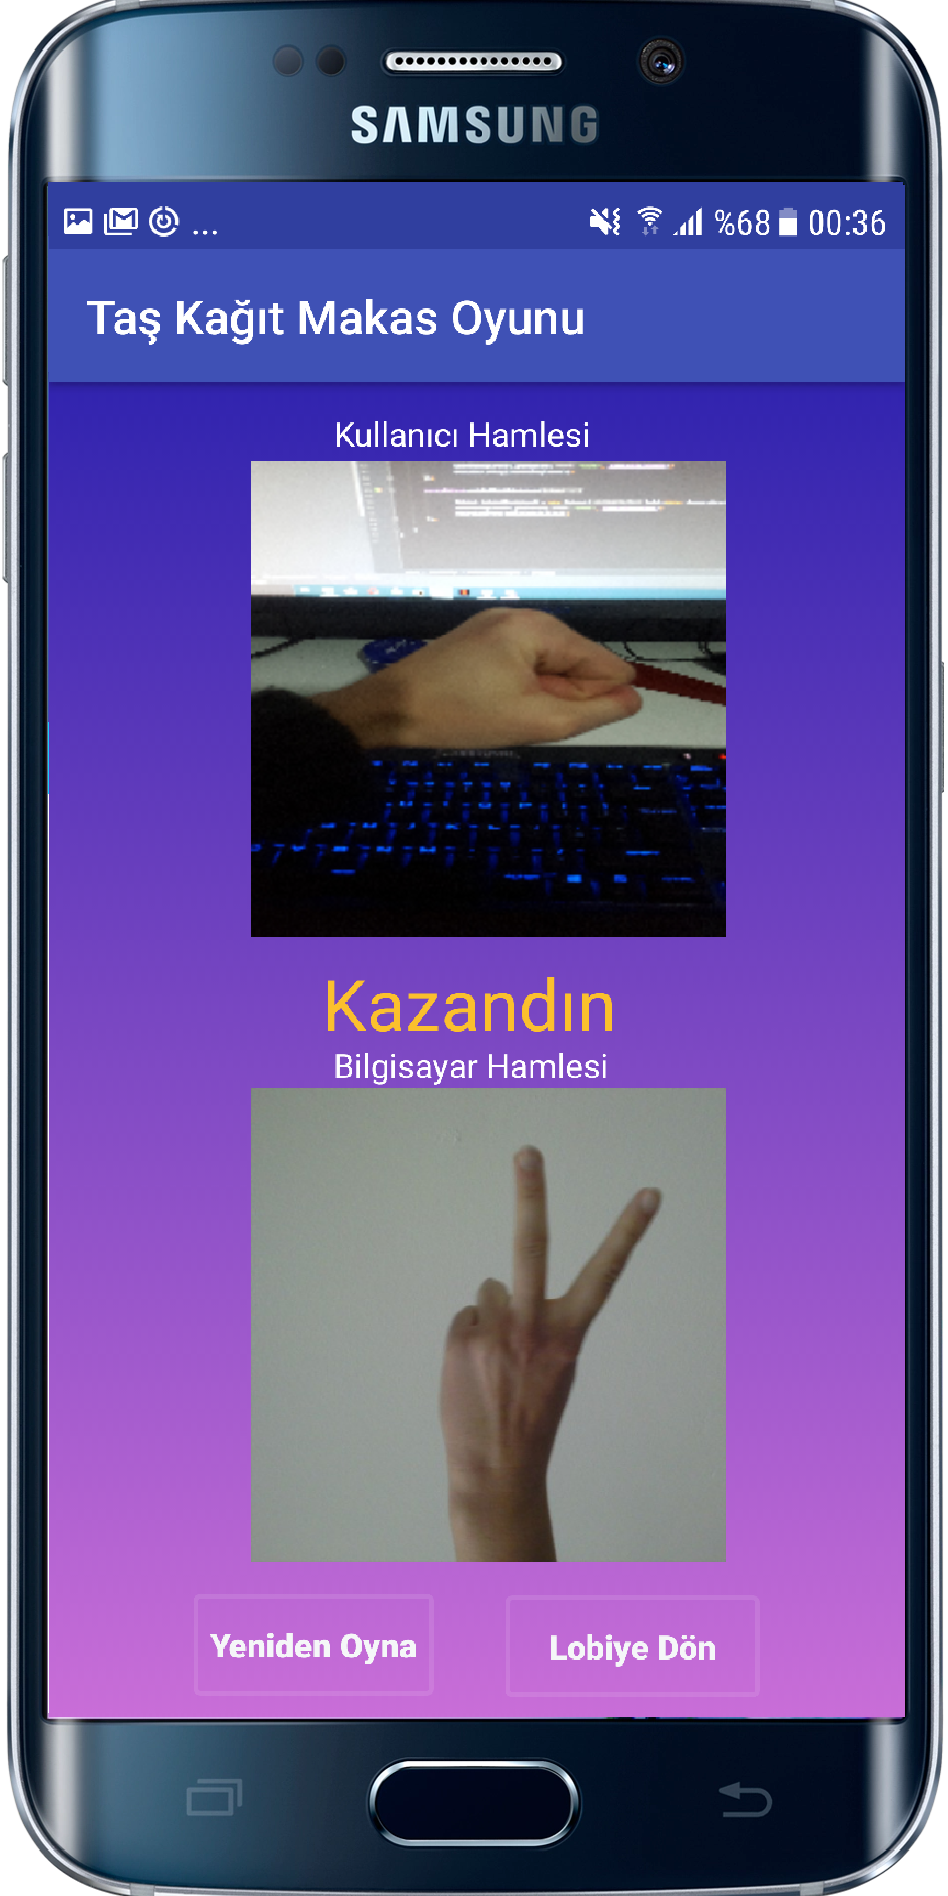 SAMSUNG
... %68 00:36
Taş Kağıt Makas Oyunu
Kullanıcı Hamlesi
Kazandın
Bilgisayar Hamlesi
Yeniden Oyna Lobiye Dön